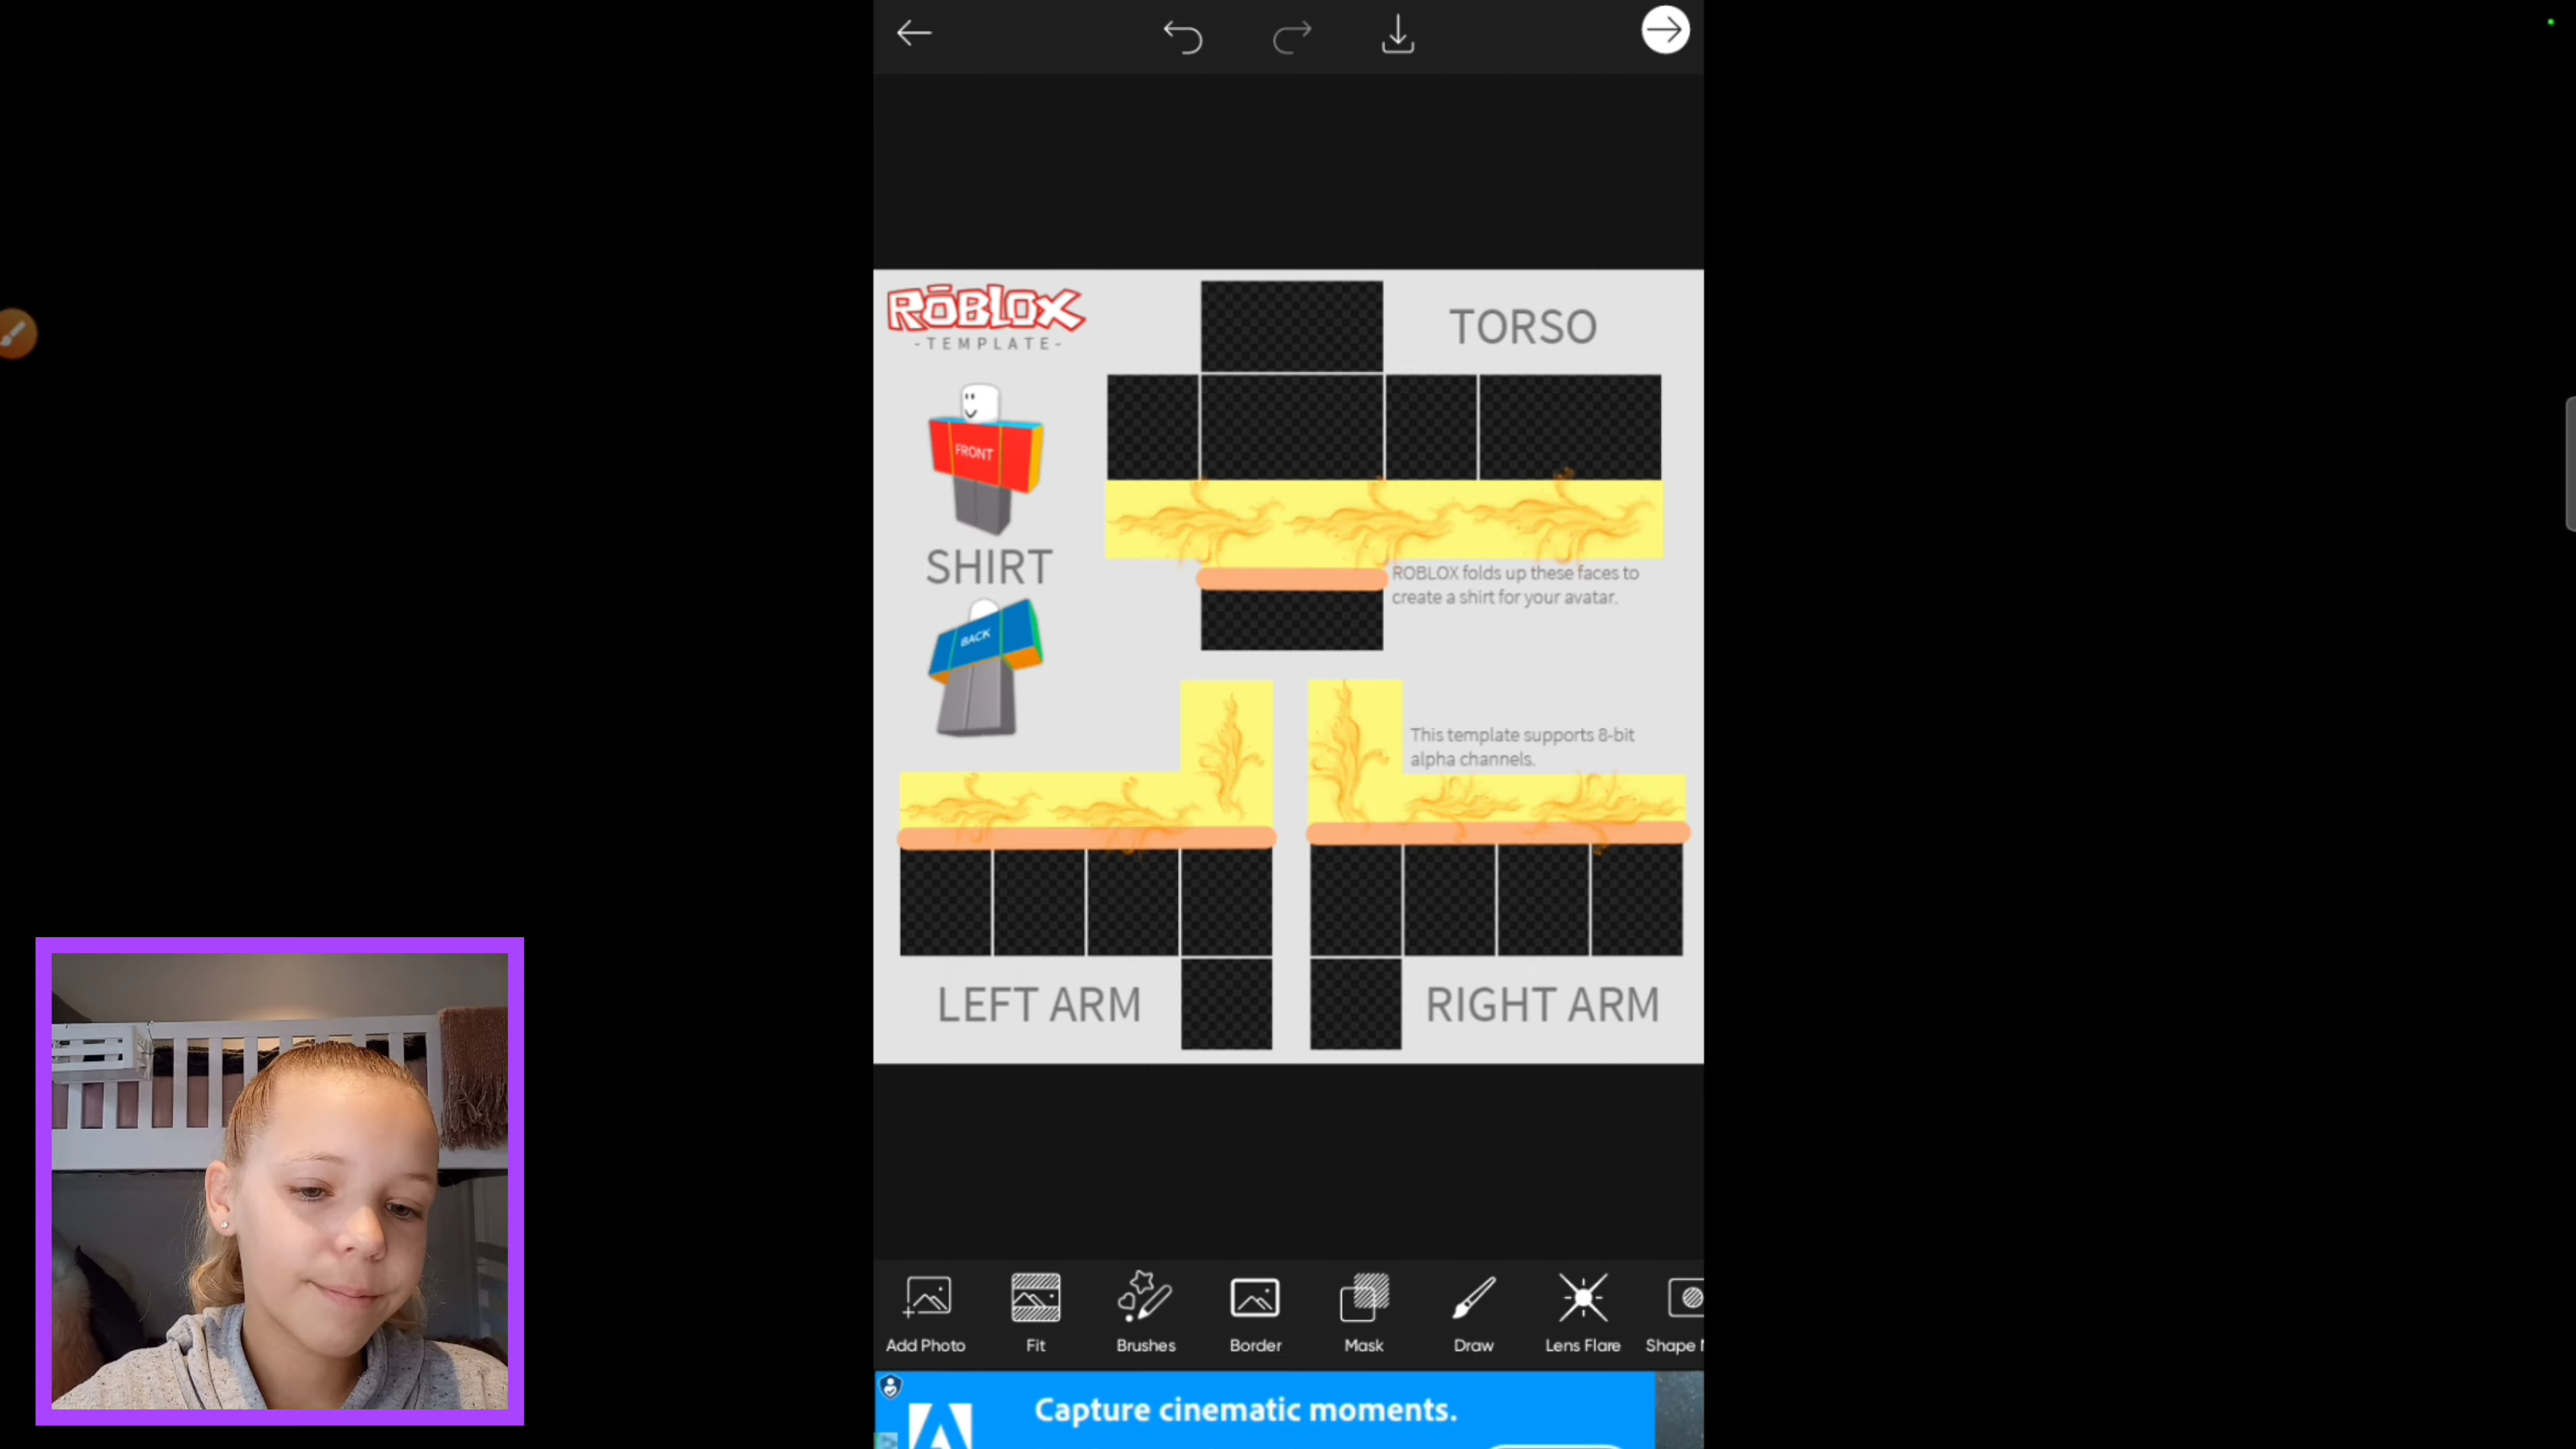 RŌBLOX
-TEMPLATE-
TORSO
FRONT
SHIRT
ROBLOX folds up these faces to
create a shirt for your avatar.
BACK
This template supports 8-bit
alpha channels.
LEFT ARM
RIGHT ARM
Add Photo
Fit
Brushes
Border
Mask
Draw
Lens Flare
Shape
Capture cinematic moments.